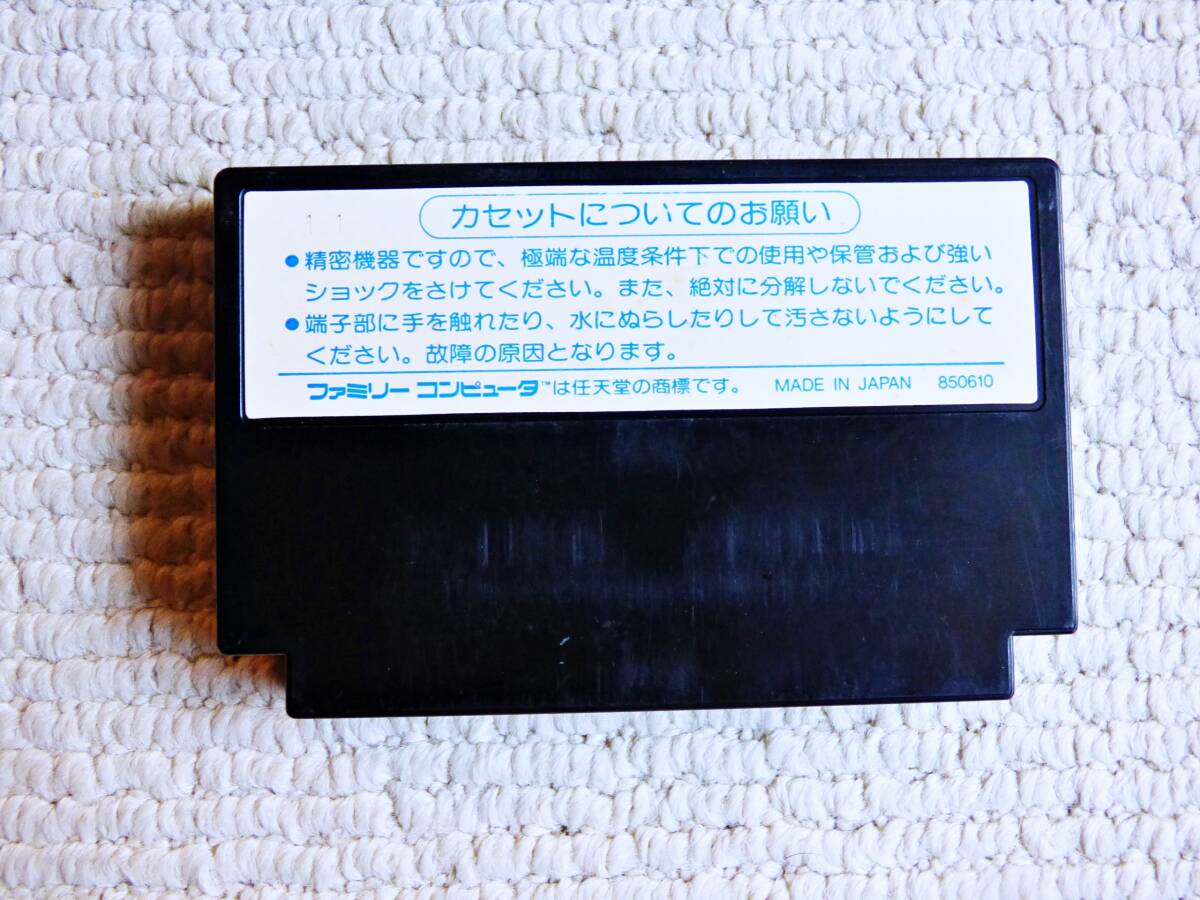 1 1
カセットについてのお願い
●精密機器ですので、極端な温度条件下での使用や保管および強い
ショックをさけてください。また、絶対に分解しないでください。
●端子部に手を触れたり、水にぬらしたりして汚さないようにして
ください。故障の原因となります。
ファミリーコンピュータ™は任天堂の商標です。 MADE IN JAPAN 850610